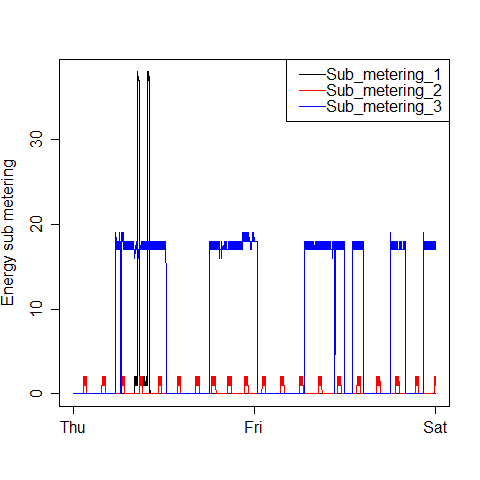 Sub_metering_1
Sub_metering_2
Sub_metering_3
Energy sub metering
30
20
10
0
Thu
Fri
Sat